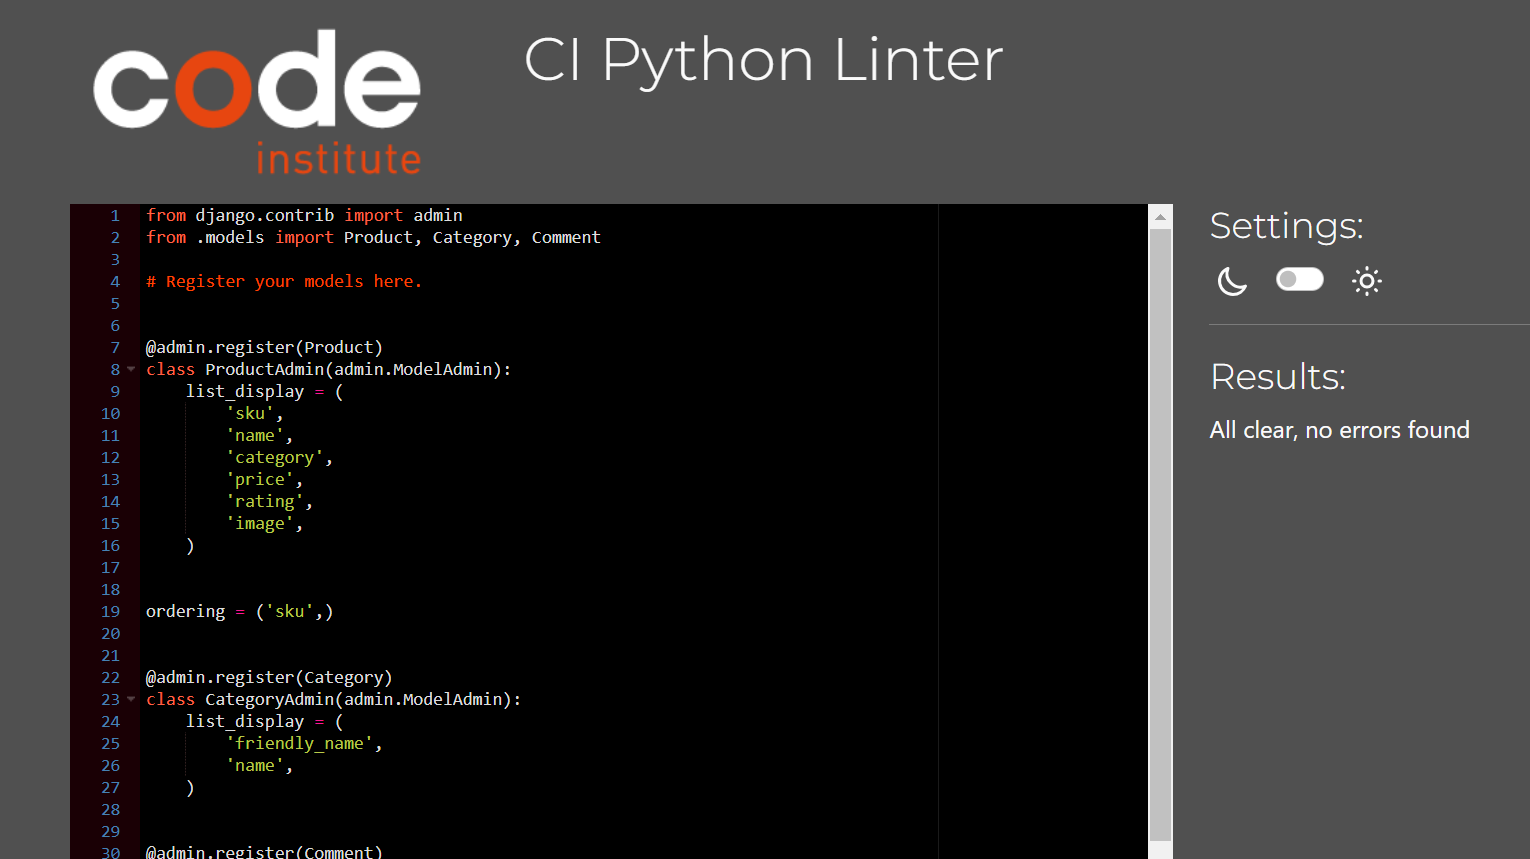 code
institute
CI Python Linter
1 from django.contrib import admin
2 from .models import Product, Category, Comment
3
4 # Register your models here.
5
6
7 @admin.register(Product)
8 class ProductAdmin(admin.ModelAdmin):
9     list_display = (
10         'sku',
11         'name',
12         'category',
13         'price',
14         'rating',
15         'image',
16     )
17
18
19 ordering = ('sku',)
20
21
22 @admin.register(Category)
23 class CategoryAdmin(admin.ModelAdmin):
24     list_display = (
25         'friendly_name',
26         'name',
27     )
28
29
30 @admin.register(Comment)
Settings:
Results:
All clear, no errors found